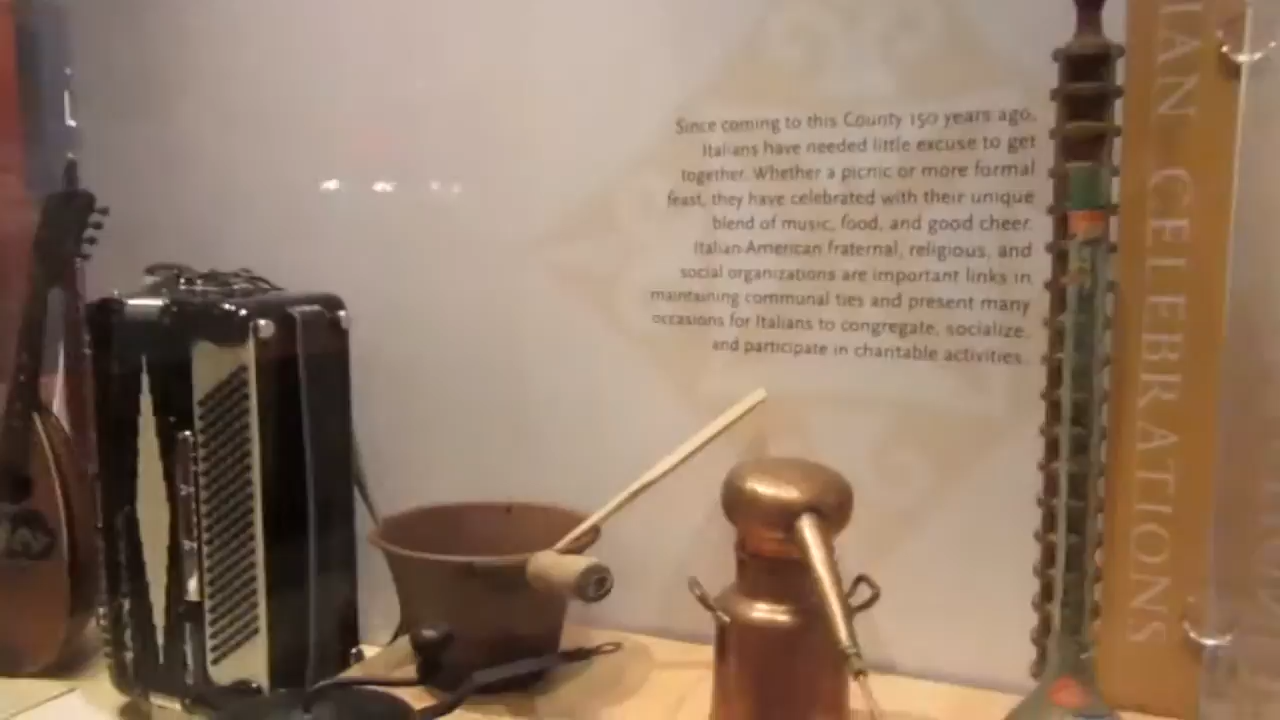 Since coming to this County 150 years ago,
Italians have needed little excuse to get
together. Whether a picnic or more formal
feast, they have celebrated with their unique
blend of music, food, and good cheer.
Italian-American fraternal, religious, and
social organizations are important links in
maintaining communal ties and present many
occasions for Italians to congregate, socialize,
and participate in charitable activities.
IAN CELEBRATIONS